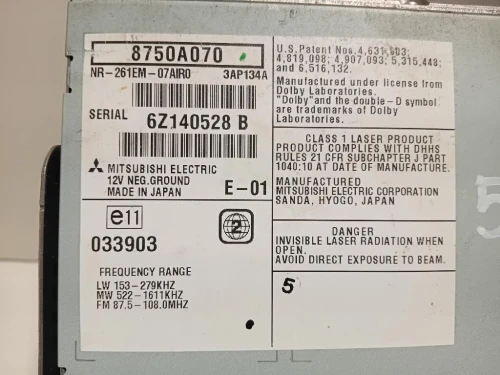 8750A070
NR-261EM-07AIR0 3AP134A
SERIAL 6Z140528 B
MITSUBISHI ELECTRIC
12V NEG.GROUND
MADE IN JAPAN E-01
e11
033903
2
FREQUENCY RANGE
LW 153-279KHZ
MW 522-1611KHZ
FM 87.5-108.0MHZ
U.S.Patent Nos.4,631,603;
4,819,098; 4,907,093; 5,315,448;
and 6,516,132.
Manufactured under license from
Dolby Laboratories.
"Dolby" and the double-D symbol
are trademarks of Dolby
Laboratories.
CLASS 1 LASER PRODUCT
PRODUCT COMPLIES WITH DHHS
RULES 21 CFR SUBCHAPTER J PART
1040:10 AT DATE OF MANUFACTURE.
MANUFACTURED
MITSUBISHI ELECTRIC CORPORATION
SANDA, HYOGO, JAPAN
DANGER
INVISIBLE LASER RADIATION WHEN
OPEN.
AVOID DIRECT EXPOSURE TO BEAM.
5
5